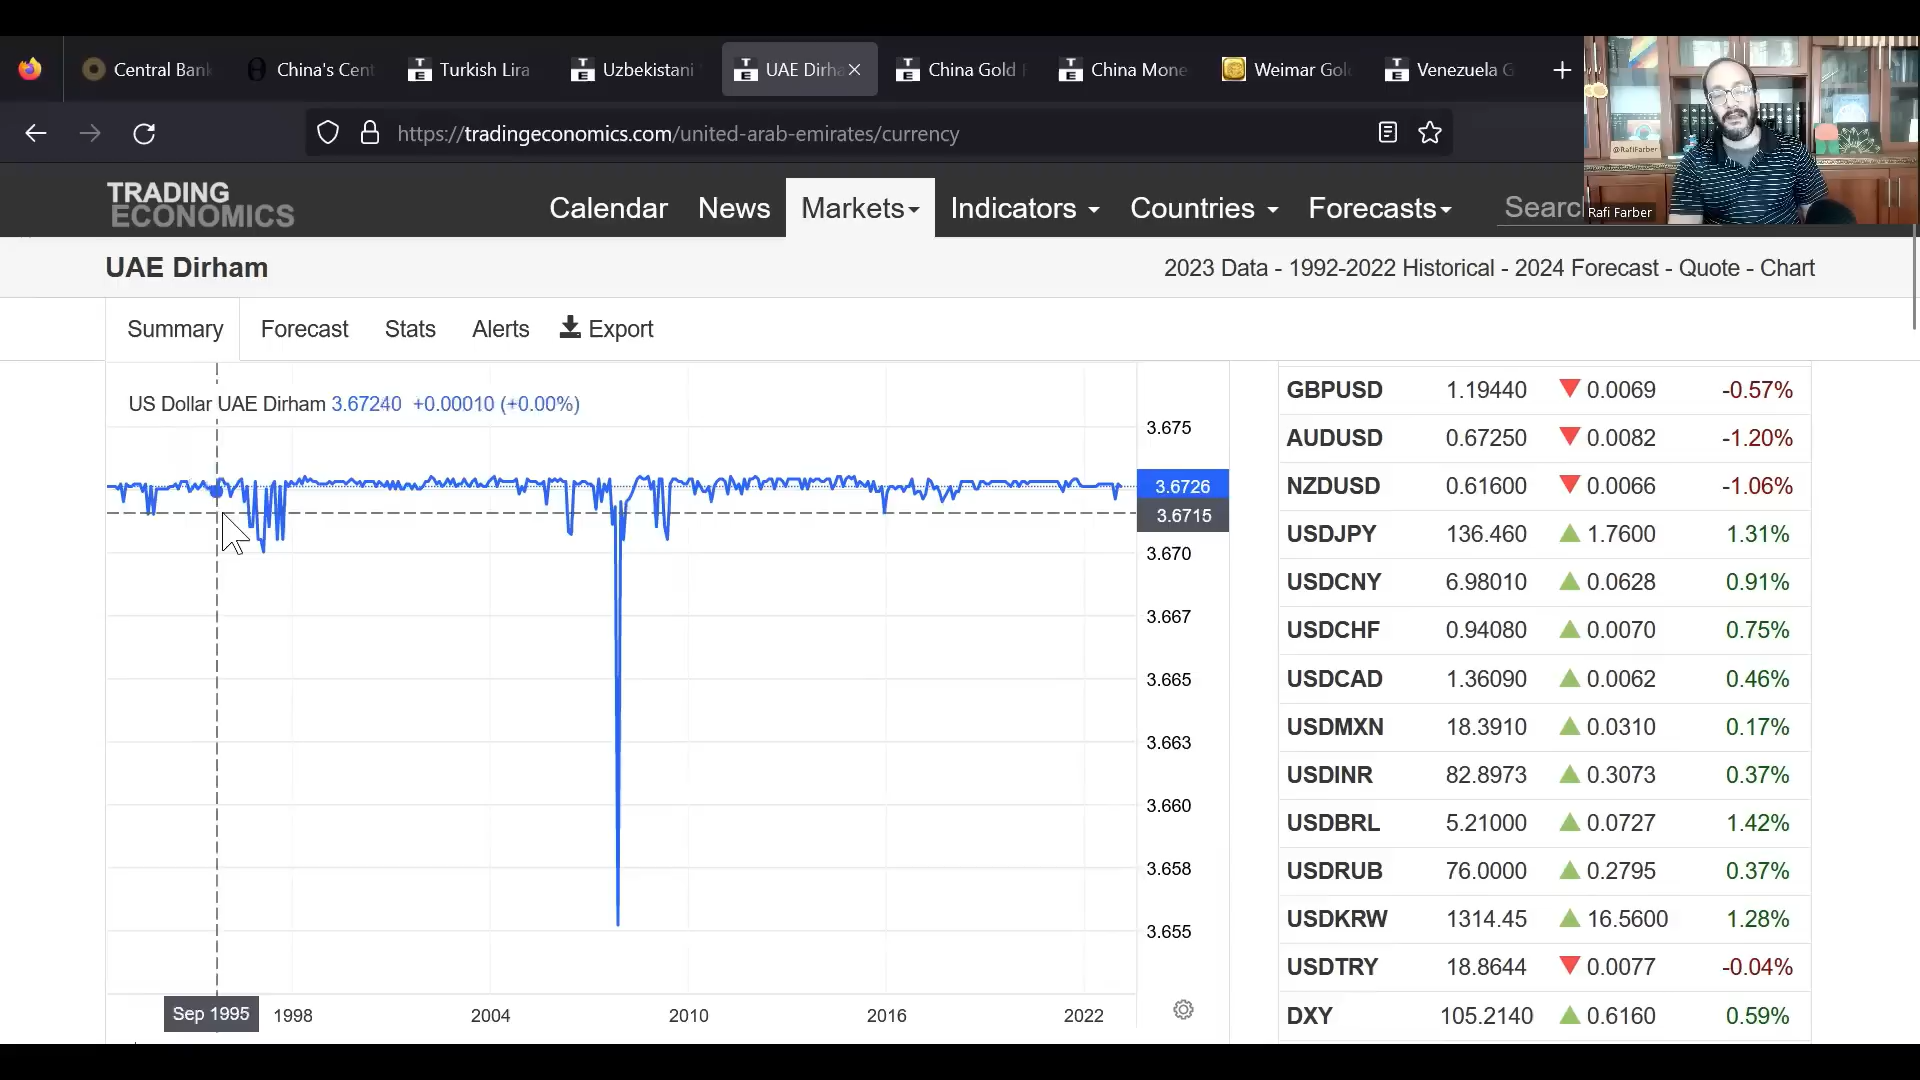 Central Bank
China's Cent
Turkish Lira
Uzbekistani
UAE Dirh
China Gold
China Mone
Weimar Gol
Venezuela G
https://tradingeconomics.com/united-arab-emirates/currency
@RafiFarber
Rafi Farber
TRADING
ECONOMICS
Calendar
News
Markets
Indicators
Countries
Forecasts
Searc
UAE Dirham
2023 Data - 1992-2022 Historical - 2024 Forecast - Quote - Chart
Summary
Forecast
Stats
Alerts
Export
US Dollar UAE Dirham 3.67240 +0.00010 (+0.00%)
3.675
3.6726
3.6715
3.670
3.667
3.665
3.663
3.660
3.658
3.655
Sep 1995
1998
2004
2010
2016
2022
GBPUSD 1.19440 0.0069 -0.57%
AUDUSD 0.67250 0.0082 -1.20%
NZDUSD 0.61600 0.0066 -1.06%
USDJPY 136.460 1.7600 1.31%
USDCNY 6.98010 0.0628 0.91%
USDCHF 0.94080 0.0070 0.75%
USDCAD 1.36090 0.0062 0.46%
USDMXN 18.3910 0.0310 0.17%
USDINR 82.8973 0.3073 0.37%
USDBRL 5.21000 0.0727 1.42%
USDRUB 76.0000 0.2795 0.37%
USDKRW 1314.45 16.5600 1.28%
USDTRY 18.8644 0.0077 -0.04%
DXY 105.2140 0.6160 0.59%